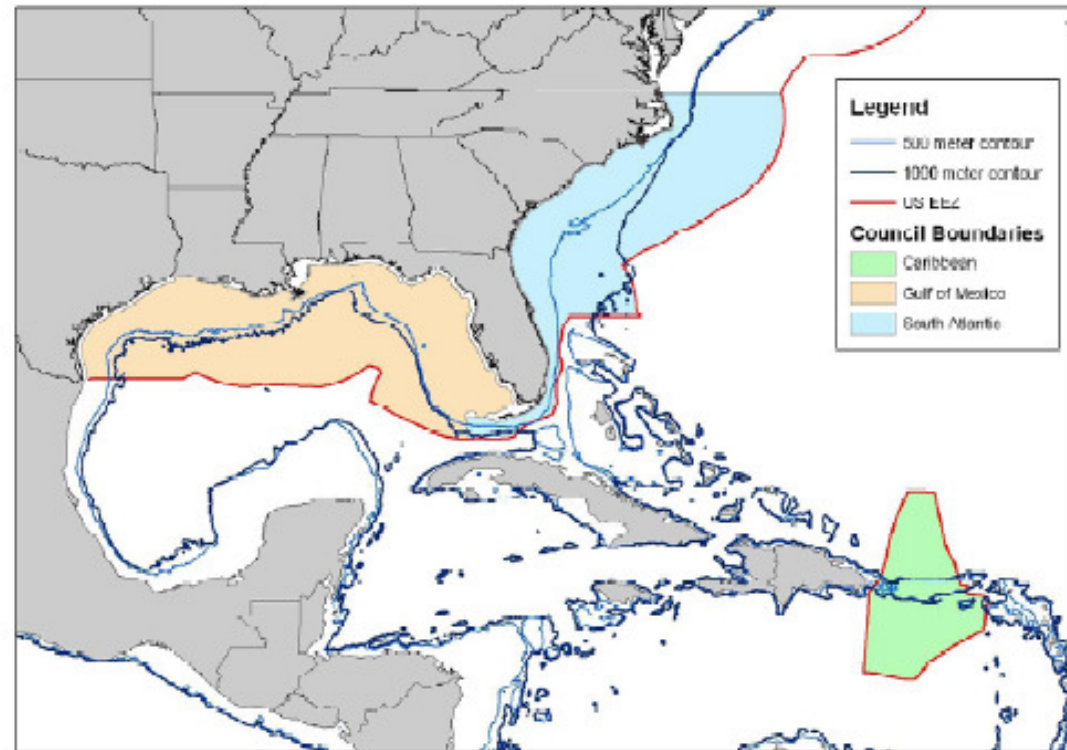 Legend
500 meter contour
1000 meter contour
US EEZ
Council Boundaries
Caribbean
Gulf of Mexico
South Atlantic